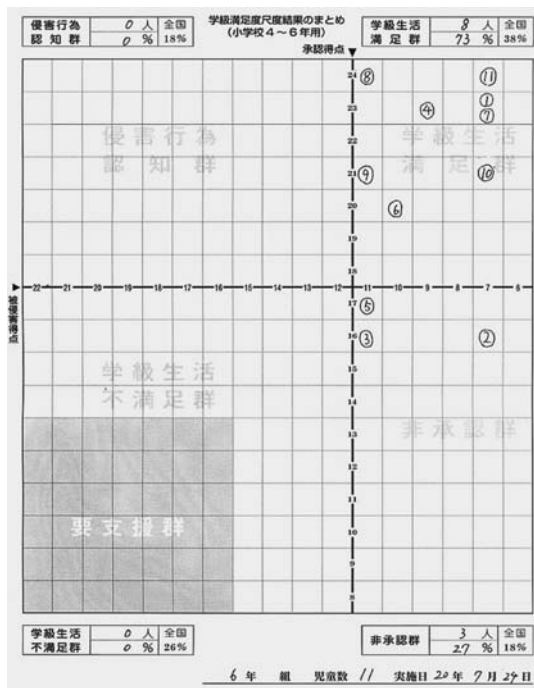 学級満足度尺度結果のまとめ
(小学校4〜6年用)
侵害行為
認知群
0人
0%
全国
18%
学級生活
満足群
8人
73%
全国
38%
承認得点▼
24 ⑧ ⑪
23 ④ ① ⑦
22
21 ⑨ ⑩
20 ⑥
19
18
侵害行為
認知群
学級生活
満足群
▼
被侵害得点
22 21 20 19 18 17 16 15 14 13 12 11 10 9 8 7 6
17 ⑤
16 ③ ②
15
14
13
12
11
10
9
8
学級生活
不満足群
非承認群
要支援群
学級生活
不満足群
0人
0%
全国
26%
非承認群
3人
27%
全国
18%
6年 組 児童数 11 実施日 20年 7月 29日